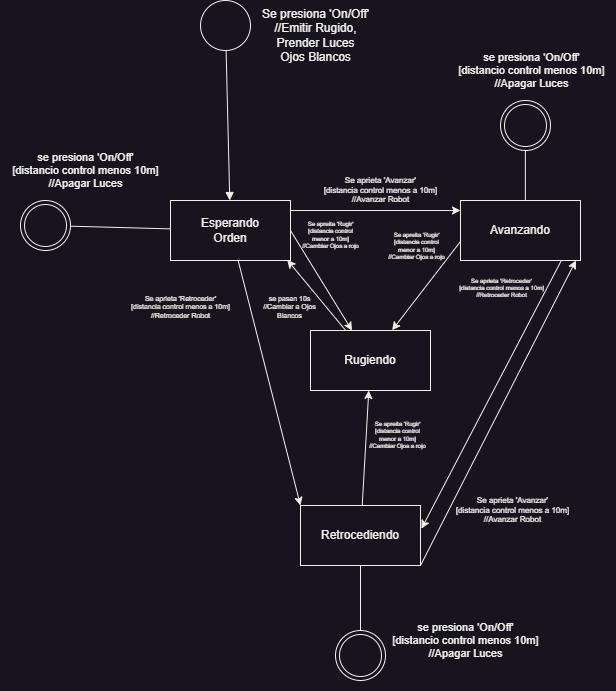 Se presiona 'On/Off'
//Emitir Rugido,
Prender Luces
Ojos Blancos
se presiona 'On/Off'
[distancio control menos 10m]
//Apagar Luces
se presiona 'On/Off'
[distancio control menos 10m]
//Apagar Luces
Se aprieta 'Avanzar'
[distancia control menos a 10m]
//Avanzar Robot
Esperando
Orden
Avanzando
Se apreita 'Rugir'
[distancia control
menor a 10m]
//Cambiar Ojos a rojo
Se apreita 'Rugir'
[distancia control
menor a 10m]
//Cambiar Ojos a rojo
Se aprieta 'Retroceder'
[distancia control menos a 10m]
//Retroceder Robot
se pasan 10s
//Cambiar a Ojos
Blancos
Se aprieta 'Retroceder'
[distancia control menos a 10m]
//Retroceder Robot
Rugiendo
Se apreita 'Rugir'
[distancia control
menor a 10m]
//Cambiar Ojos a rojo
Se aprieta 'Avanzar'
[distancia control menos a 10m]
//Avanzar Robot
Retrocediendo
se presiona 'On/Off'
[distancio control menos 10m]
//Apagar Luces